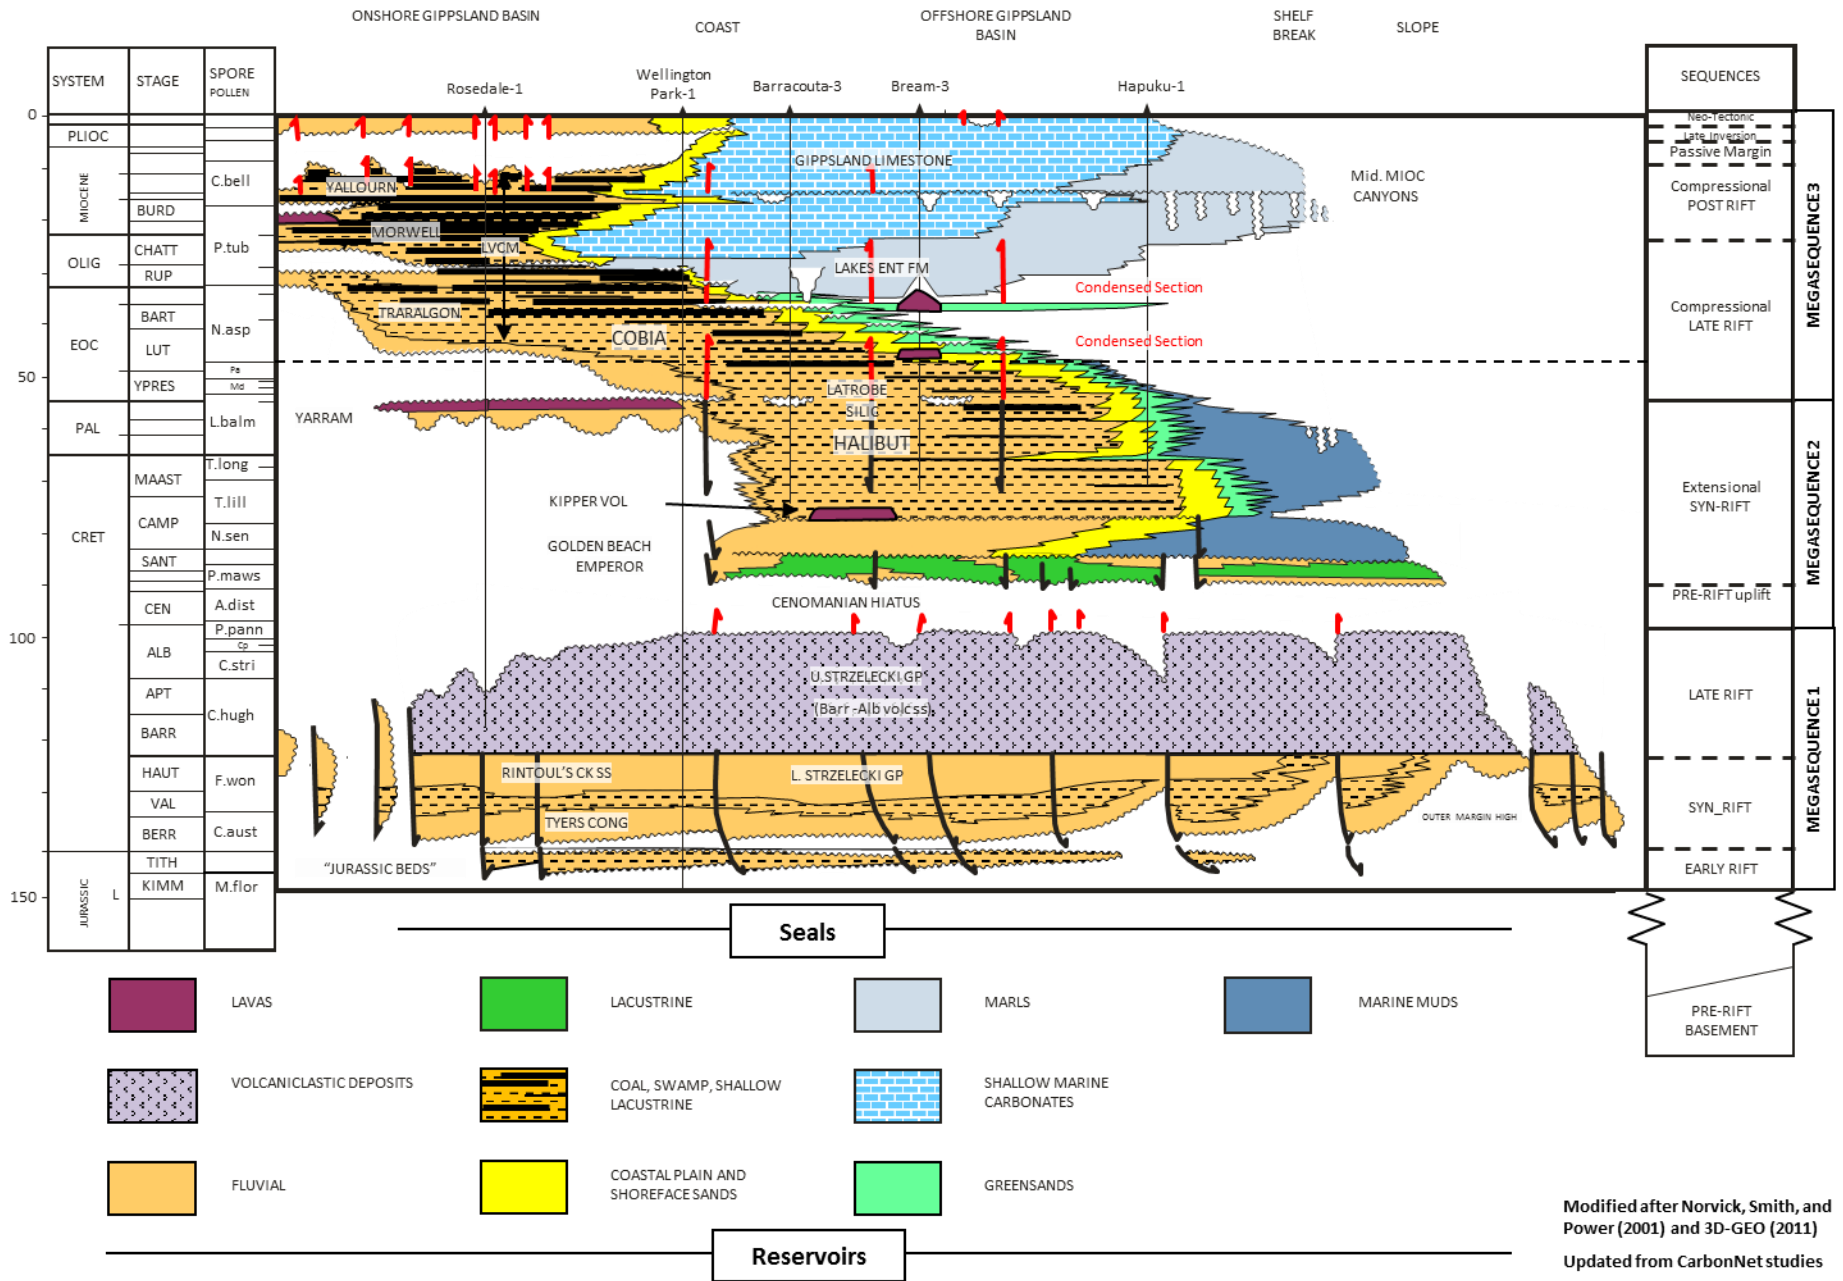 ONSHORE GIPPSLAND BASIN
COAST
OFFSHORE GIPPSLAND
BASIN
SHELF
BREAK
SLOPE
SYSTEM
STAGE
SPORE
POLLEN
Rosedale-1
Wellington
Park-1
Barracouta-3
Bream-3
Hapuku-1
SEQUENCES
0
50
100
150
PLIOC
MIOCENE
OLIG
EOC
PAL
CRET
JURASSIC
L
BURD
CHATT
RUP
BART
LUT
YPRES
MAAST
CAMP
SANT
CEN
ALB
APT
BARR
HAUT
VAL
BERR
TITH
KIMM
C.bell
P.tub
N.asp
Pa
Md
L.balm
T.long
T.lill
N.sen
P.maws
A.dist
P.pann
Cp
C.stri
C.hugh
F.won
C.aust
M.flor
YALLOURN
MORWELL
LVCM
GIPPSLAND LIMESTONE
Mid. MIOC
CANYONS
LAKES ENT FM
Condensed Section
TRARALGON
COBIA
Condensed Section
LATROBE
SILIG
HALIBUT
YARRAM
KIPPER VOL
GOLDEN BEACH
EMPEROR
CENOMANIAN HIATUS
U.STRZELECKI GP
(Barr -Alb volcss)
RINTOUL'S CK SS
L. STRZELECKI GP
TYERS CONG
OUTER MARGIN HIGH
"JURASSIC BEDS"
Neo-Tectonic
Late Inversion
Passive Margin
Compressional
POST RIFT
Compressional
LATE RIFT
Extensional
SYN-RIFT
PRE-RIFT uplift
LATE RIFT
SYN_RIFT
EARLY RIFT
PRE-RIFT
BASEMENT
MEGASEQUENCE3
MEGASEQUENCE2
MEGASEQUENCE1
Seals
LAVAS
LACUSTRINE
MARLS
MARINE MUDS
VOLCANICLASTIC DEPOSITS
COAL, SWAMP, SHALLOW
LACUSTRINE
SHALLOW MARINE
CARBONATES
FLUVIAL
COASTAL PLAIN AND
SHOREFACE SANDS
GREENSANDS
Reservoirs
Modified after Norvick, Smith, and
Power (2001) and 3D-GEO (2011)
Updated from CarbonNet studies